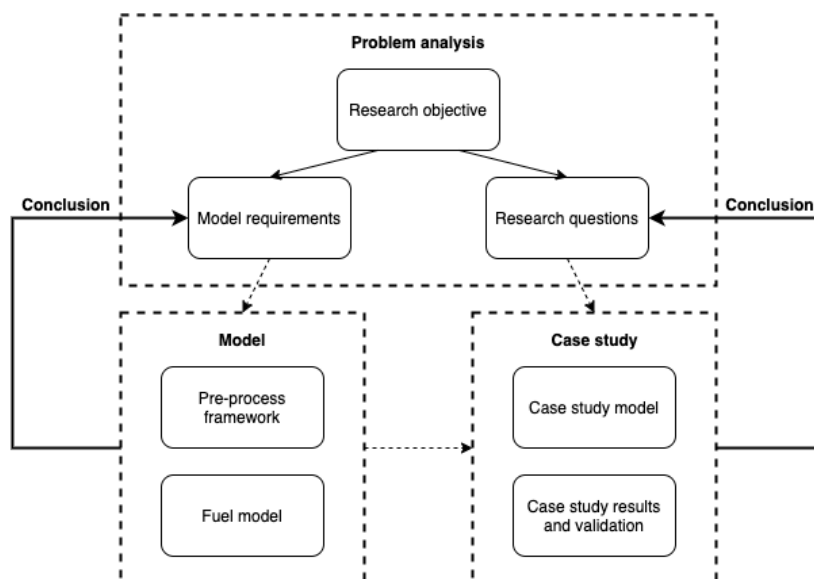 Problem analysis
Research objective
Model requirements
Research questions
Conclusion
Conclusion
Model
Pre-process
framework
Fuel model
Case study
Case study model
Case study results
and validation